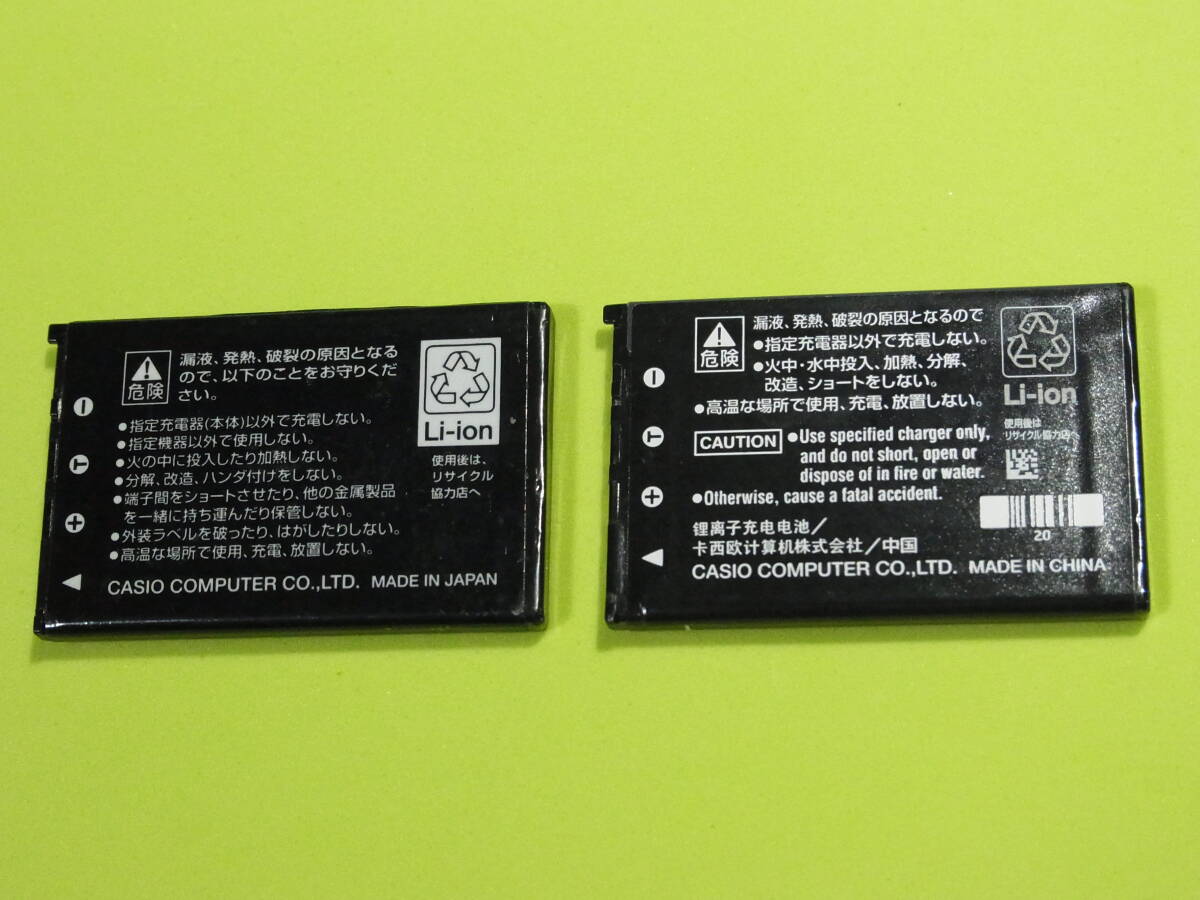 危険
漏液、発熱、破裂の原因となる
ので、以下のことをお守りくだ
さい。
●指定充電器(本体)以外で充電しない。
●指定機器以外で使用しない。
●火の中に投入したり加熱しない。
●分解、改造、ハンダ付けをしない。
●端子間をショートさせたり、他の金属製品
を一緒に持ち運んだり保管しない。
●外装ラベルを破ったり、はがしたりしない。
●高温な場所で使用、充電、放置しない。
Li-ion
使用後は、
リサイクル
協力店へ
CASIO COMPUTER CO.,LTD. MADE IN JAPAN
危険
漏液、発熱、破裂の原因となるので
●指定充電器以外で充電しない。
●火中・水中投入、加熱、分解、
改造、ショートをしない。
●高温な場所で使用、充電、放置しない。
Li-ion
使用後は
リサイクル協力店へ
CAUTION
●Use specified charger only,
and do not short, open or
dispose of in fire or water.
●Otherwise, cause a fatal accident.
20
锂离子充电电池/
卡西欧计算机株式会社/中国
CASIO COMPUTER CO.,LTD. MADE IN CHINA